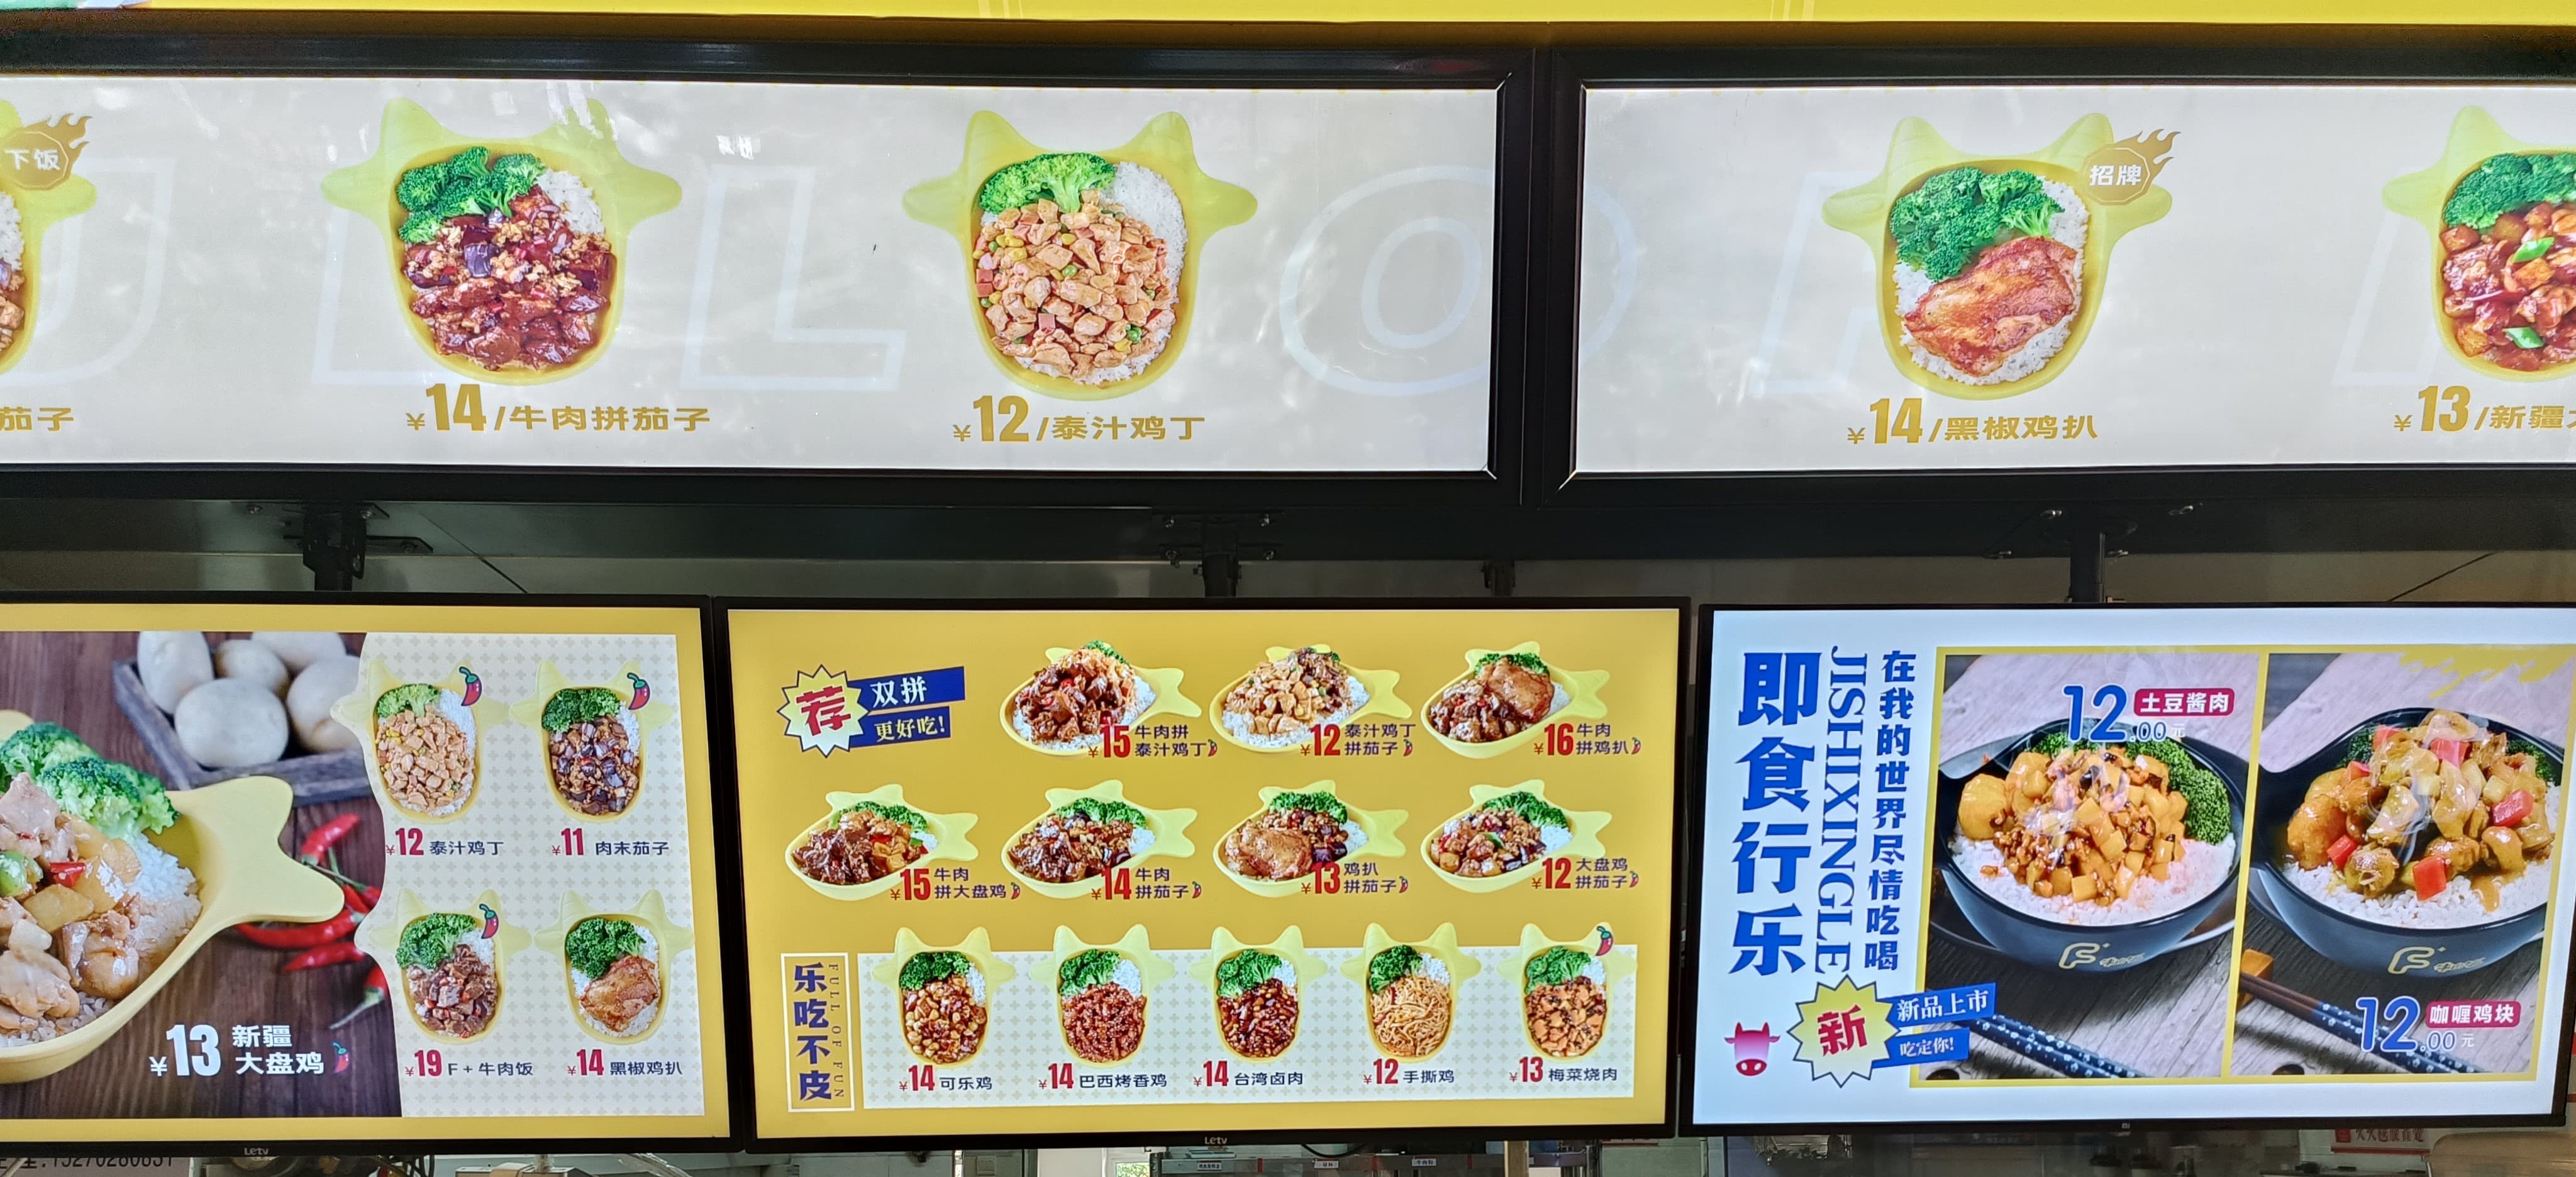 下饭
招牌
茄子
¥14/牛肉拼茄子
¥12/泰汁鸡丁
¥14/黑椒鸡扒
¥13/新疆
¥13 新疆
大盘鸡
¥12 泰汁鸡丁
¥11 肉末茄子
¥19 F+牛肉饭
¥14 黑椒鸡扒
Letv
荐
双拼
更好吃!
¥15 牛肉拼
泰汁鸡丁
¥12 泰汁鸡丁
拼茄子
¥16 牛肉
拼鸡扒
¥15 牛肉
拼大盘鸡
¥14 牛肉
拼茄子
¥13 鸡扒
拼茄子
¥12 大盘鸡
拼茄子
乐吃不皮
FULL OF FUN
¥14 可乐鸡
¥14 巴西烤香鸡
¥14 台湾卤肉
¥12 手撕鸡
¥13 梅菜烧肉
Letv
即食行乐
JISHIXINGLE
在我的世界尽情吃喝
新
新品上市
吃定你!
12.00元 土豆酱肉
12.00元 咖喱鸡块